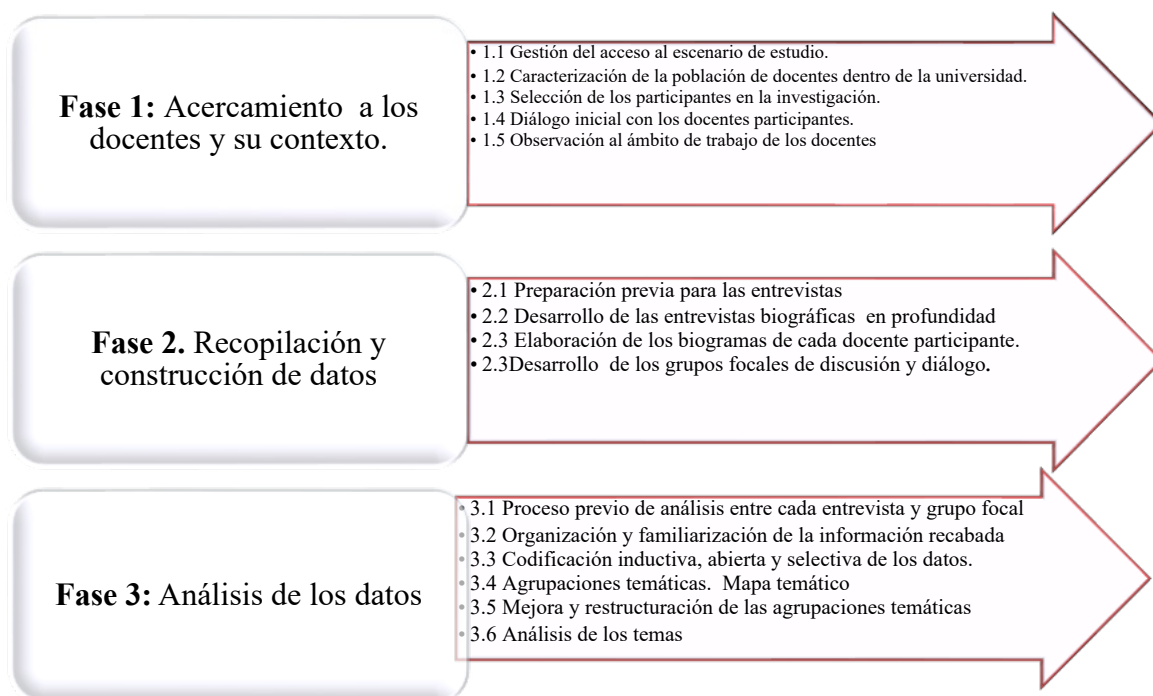 Fase 1: Acercamiento a los
docentes y su contexto.
• 1.1 Gestión del acceso al escenario de estudio.
• 1.2 Caracterización de la población de docentes dentro de la universidad.
• 1.3 Selección de los participantes en la investigación.
• 1.4 Diálogo inicial con los docentes participantes.
• 1.5 Observación al ámbito de trabajo de los docentes
Fase 2. Recopilación y
construcción de datos
• 2.1 Preparación previa para las entrevistas
• 2.2 Desarrollo de las entrevistas biográficas en profundidad
• 2.3 Elaboración de los biogramas de cada docente participante.
• 2.3Desarrollo de los grupos focales de discusión y diálogo.
Fase 3: Análisis de los datos
• 3.1 Proceso previo de análisis entre cada entrevista y grupo focal
• 3.2 Organización y familiarización de la información recabada
• 3.3 Codificación inductiva, abierta y selectiva de los datos.
• 3.4 Agrupaciones temáticas. Mapa temático
• 3.5 Mejora y restructuración de las agrupaciones temáticas
• 3.6 Análisis de los temas